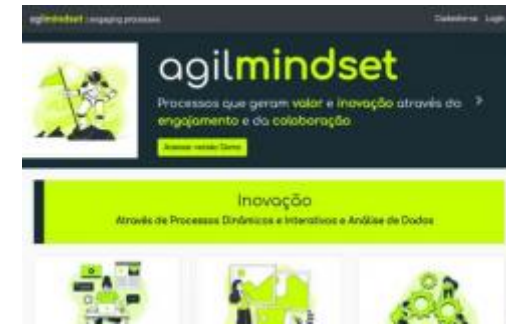 agilmindset | engaging processes
Cadastre-se Login
agilmindset
Processos que geram valor e inovação através do
engajamento e da colaboração
Acessar versão Demo
Inovação
Através de Processos Dinâmicos e Interativos e Análise de Dados